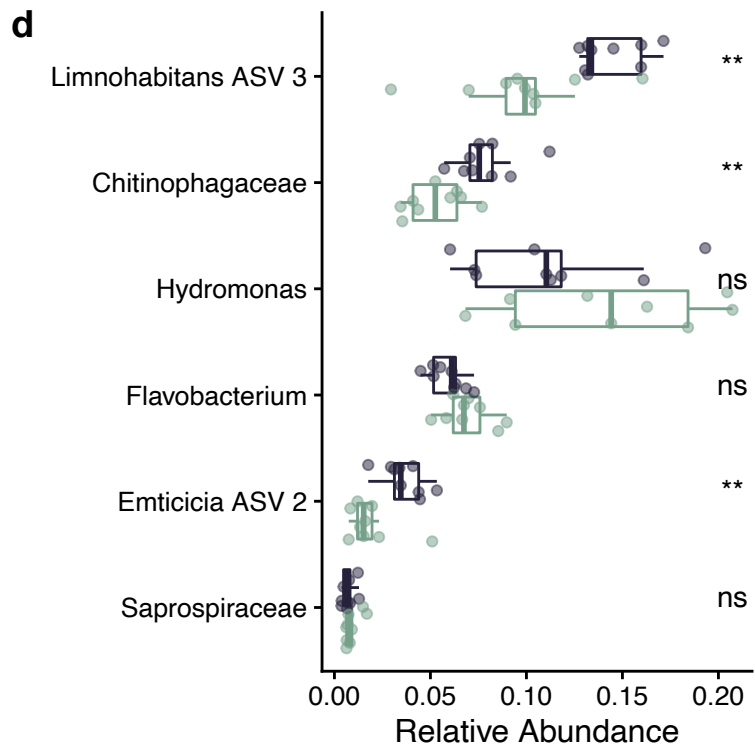 d
Limnohabitans ASV 3 **
Chitinophagaceae **
Hydromonas ns
Flavobacterium ns
Emticicia ASV 2 **
Saprospiraceae ns
0.00 0.05 0.10 0.15 0.20
Relative Abundance